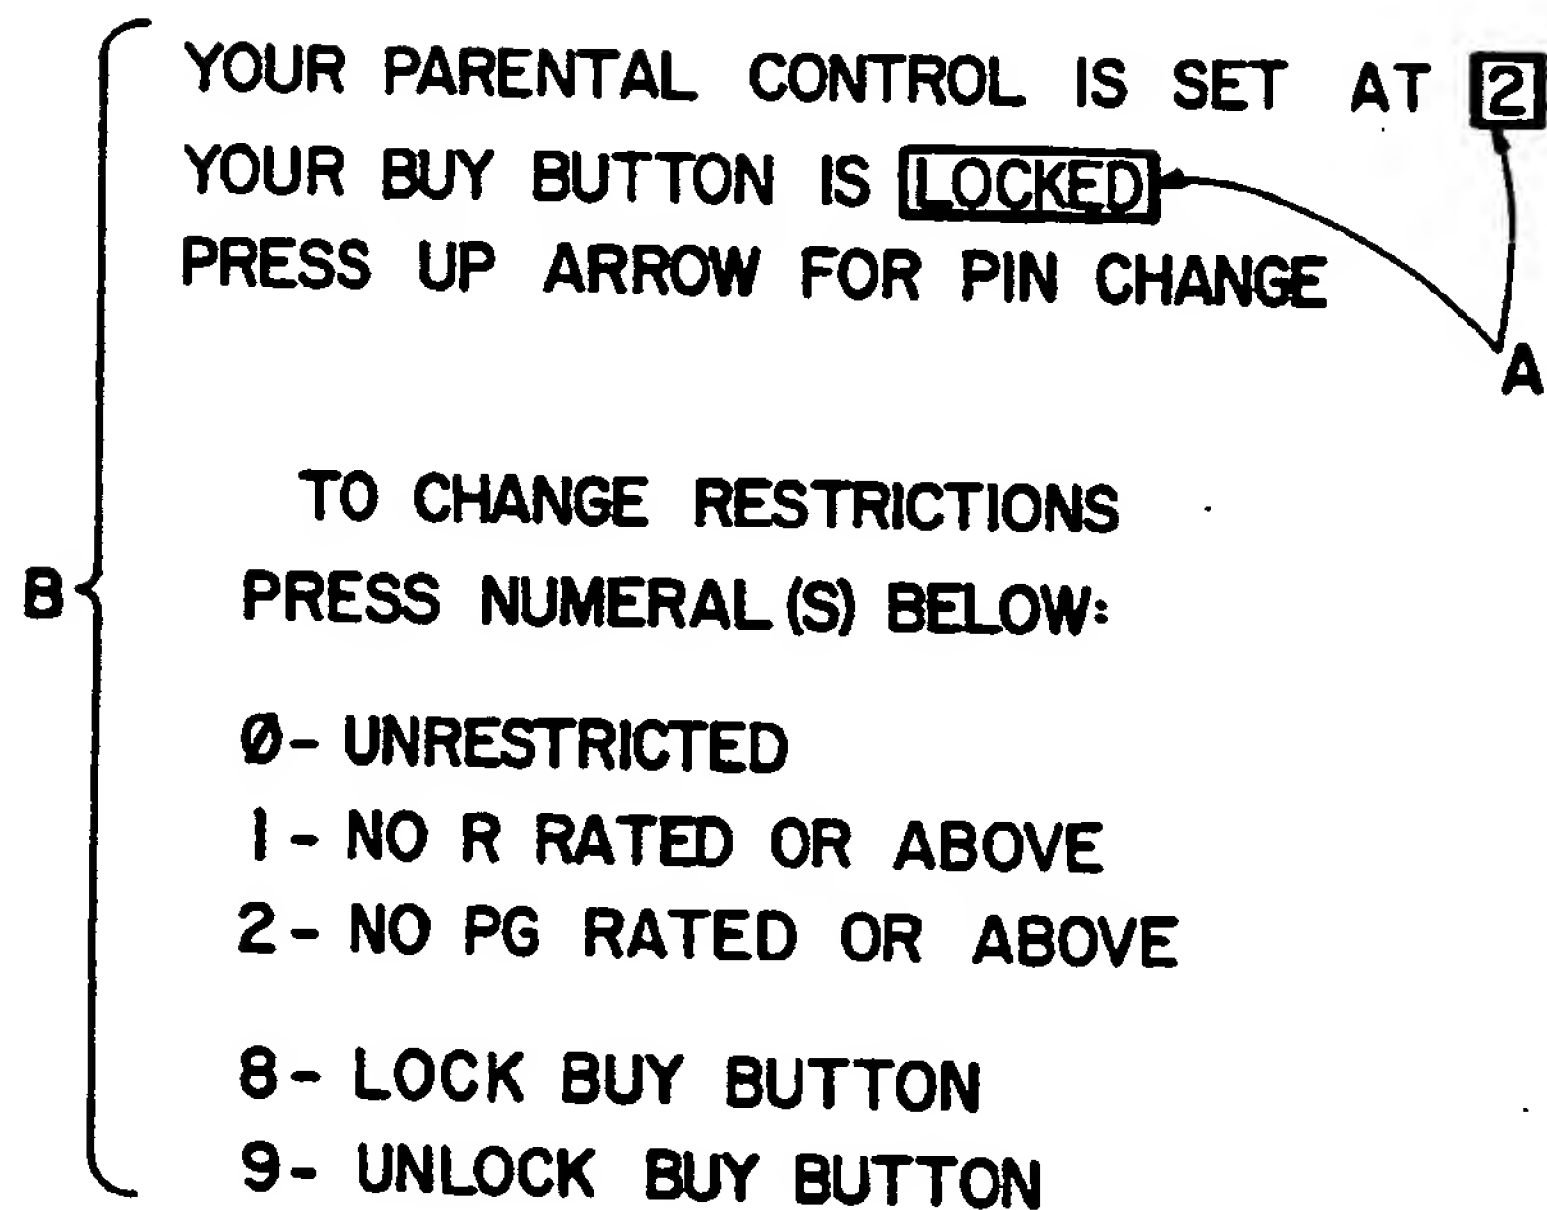 YOUR PARENTAL CONTROL IS SET AT 2
YOUR BUY BUTTON IS LOCKED
PRESS UP ARROW FOR PIN CHANGE
A
TO CHANGE RESTRICTIONS
B
PRESS NUMERAL(S) BELOW:
0- UNRESTRICTED
1- NO R RATED OR ABOVE
2- NO PG RATED OR ABOVE
8- LOCK BUY BUTTON
9- UNLOCK BUY BUTTON